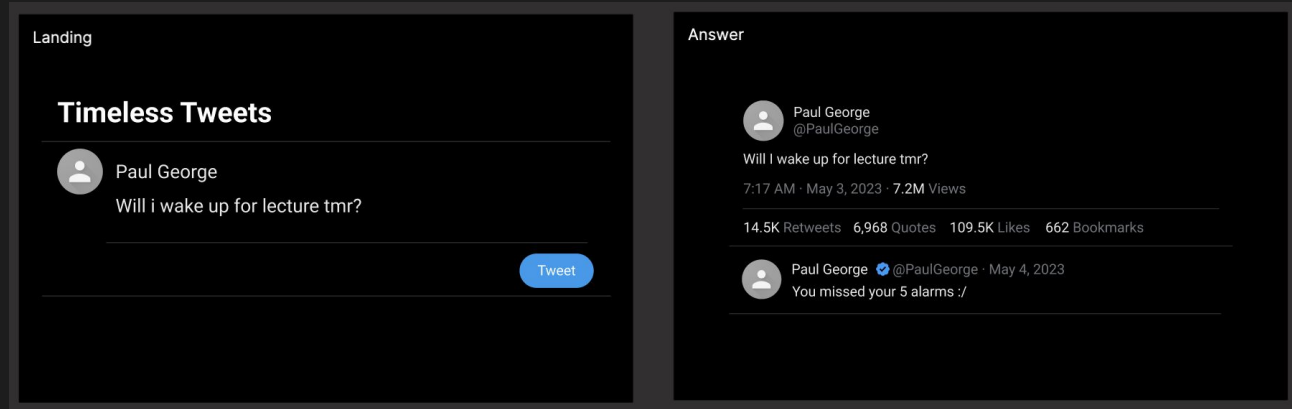 Landing
Timeless Tweets
Paul George
Will i wake up for lecture tmr?
Tweet
Answer
Paul George
@PaulGeorge
Will I wake up for lecture tmr?
7:17 AM · May 3, 2023 · 7.2M Views
14.5K Retweets 6,968 Quotes 109.5K Likes 662 Bookmarks
Paul George @PaulGeorge · May 4, 2023
You missed your 5 alarms :/